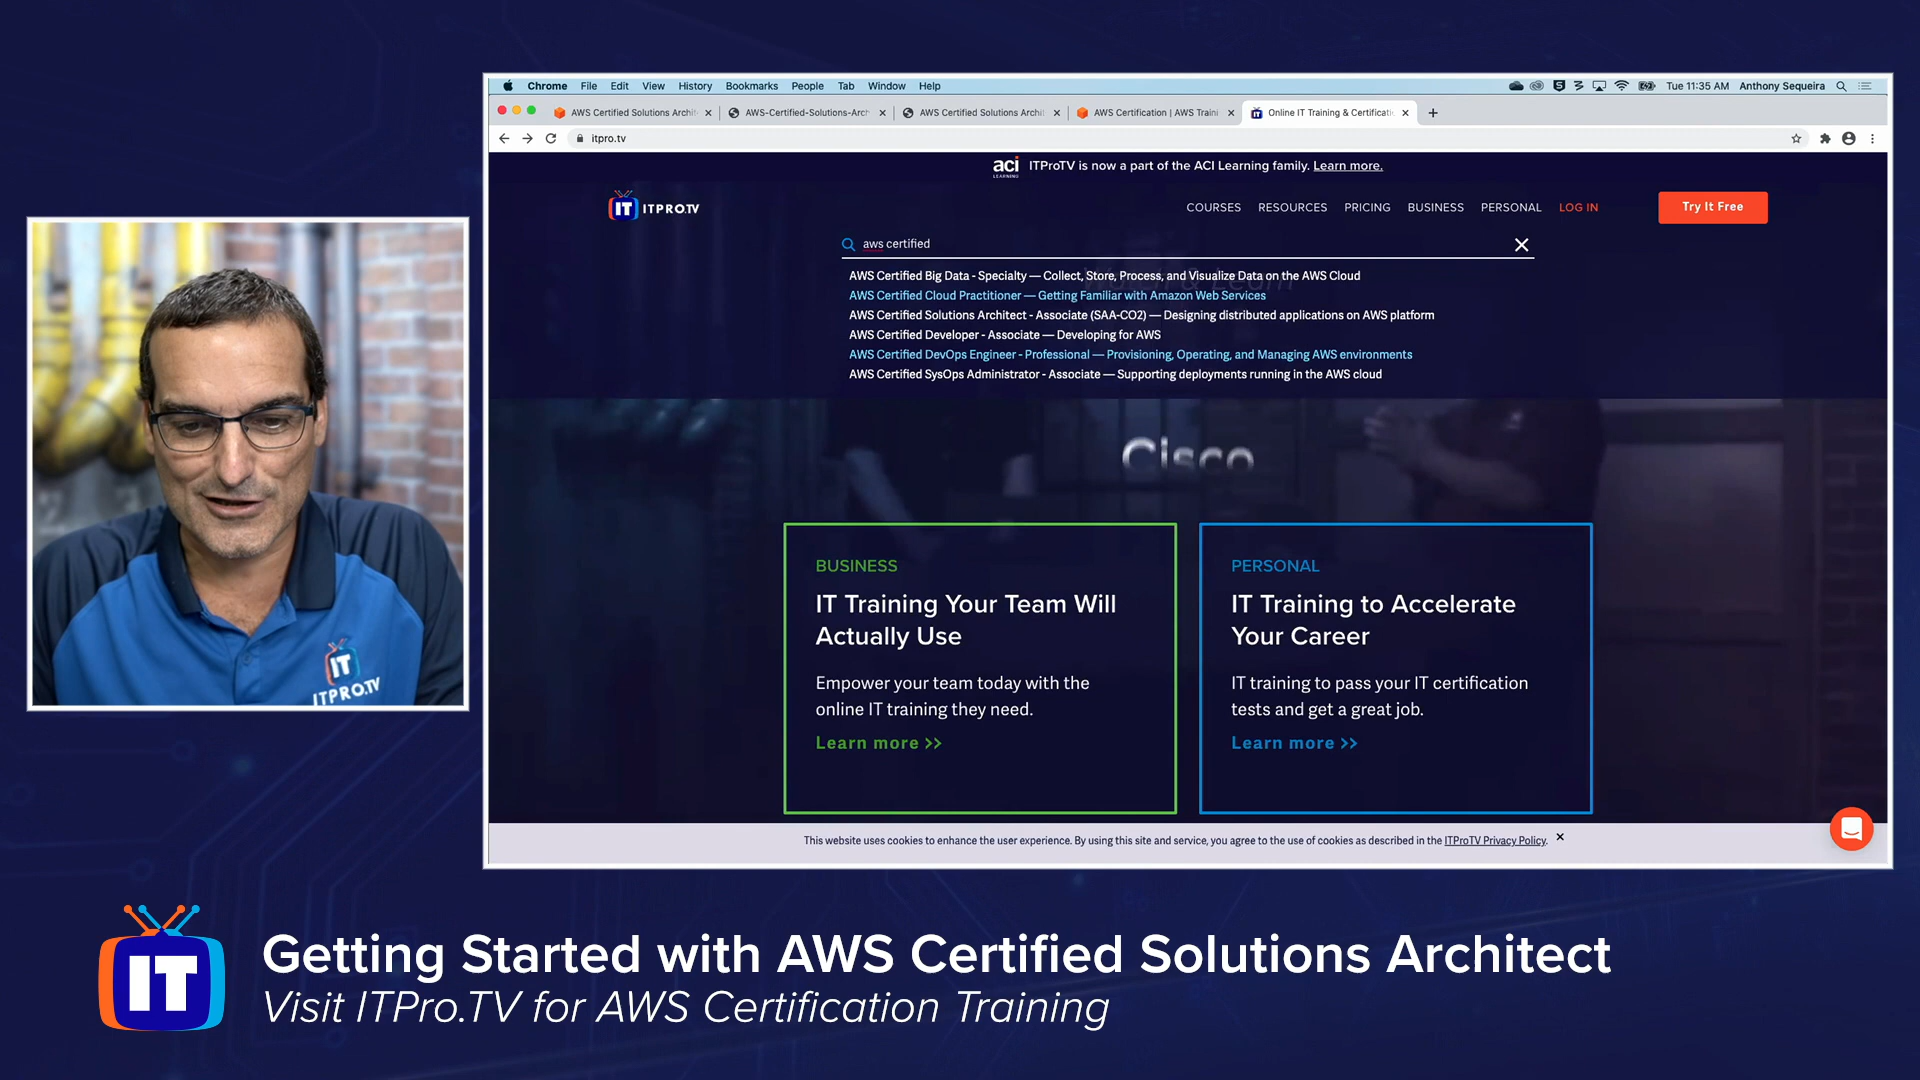 Chrome File Edit View History Bookmarks People Tab Window Help Tue 11:35 AM Anthony Sequeira
AWS Certified Solutions Archit AWS-Certified-Solutions-Arch AWS Certified Solutions Archi AWS Certification | AWS Traini Online IT Training & Certificati
itpro.tv
aci LEARNING ITProTV is now a part of the ACI Learning family. Learn more.
IT ITPRO.TV COURSES RESOURCES PRICING BUSINESS PERSONAL LOG IN Try It Free
aws certified
AWS Certified Big Data - Specialty — Collect, Store, Process, and Visualize Data on the AWS Cloud
AWS Certified Cloud Practitioner — Getting Familiar with Amazon Web Services
AWS Certified Solutions Architect - Associate (SAA-CO2) — Designing distributed applications on AWS platform
AWS Certified Developer - Associate — Developing for AWS
AWS Certified DevOps Engineer - Professional — Provisioning, Operating, and Managing AWS environments
AWS Certified SysOps Administrator - Associate — Supporting deployments running in the AWS cloud
Cisco
BUSINESS
IT Training Your Team Will
Actually Use
Empower your team today with the
online IT training they need.
Learn more >>
PERSONAL
IT Training to Accelerate
Your Career
IT training to pass your IT certification
tests and get a great job.
Learn more >>
This website uses cookies to enhance the user experience. By using this site and service, you agree to the use of cookies as described in the ITProTV Privacy Policy.
IT
ITPRO.TV
IT
Getting Started with AWS Certified Solutions Architect
Visit ITPro.TV for AWS Certification Training